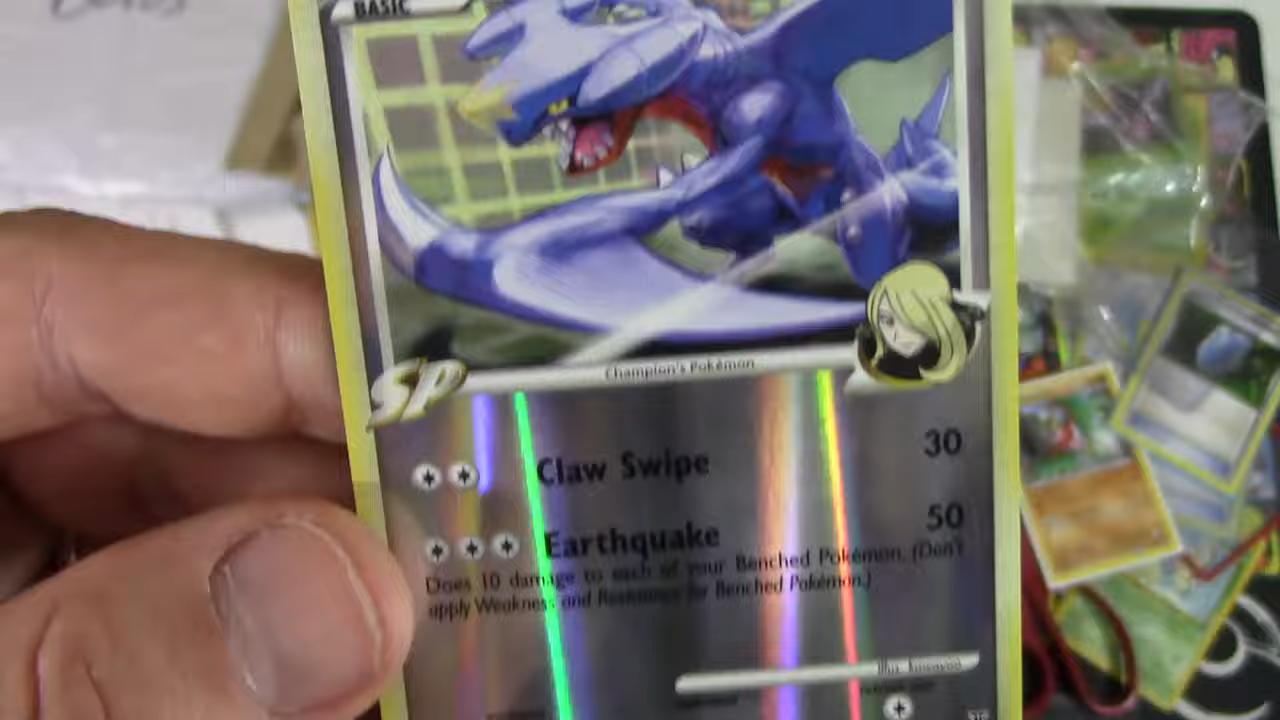 BASIC
SP
Champion's Pokémon
Claw Swipe 30
Earthquake 50
Does 10 damage to each of your Benched Pokémon. (Don't
apply Weakness and Resistance for Benched Pokémon.)
Illus.